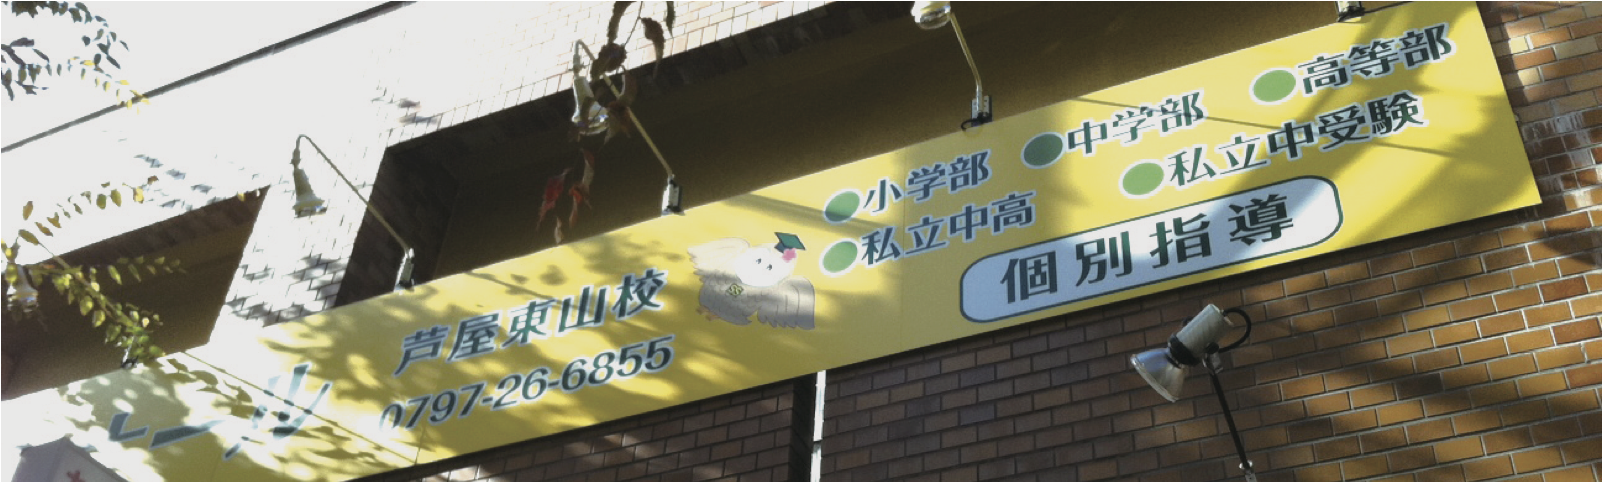 芦屋東山校
0797-26-6855
●小学部 ●中学部 ●高等部
●私立中高 ●私立中受験
個別指導